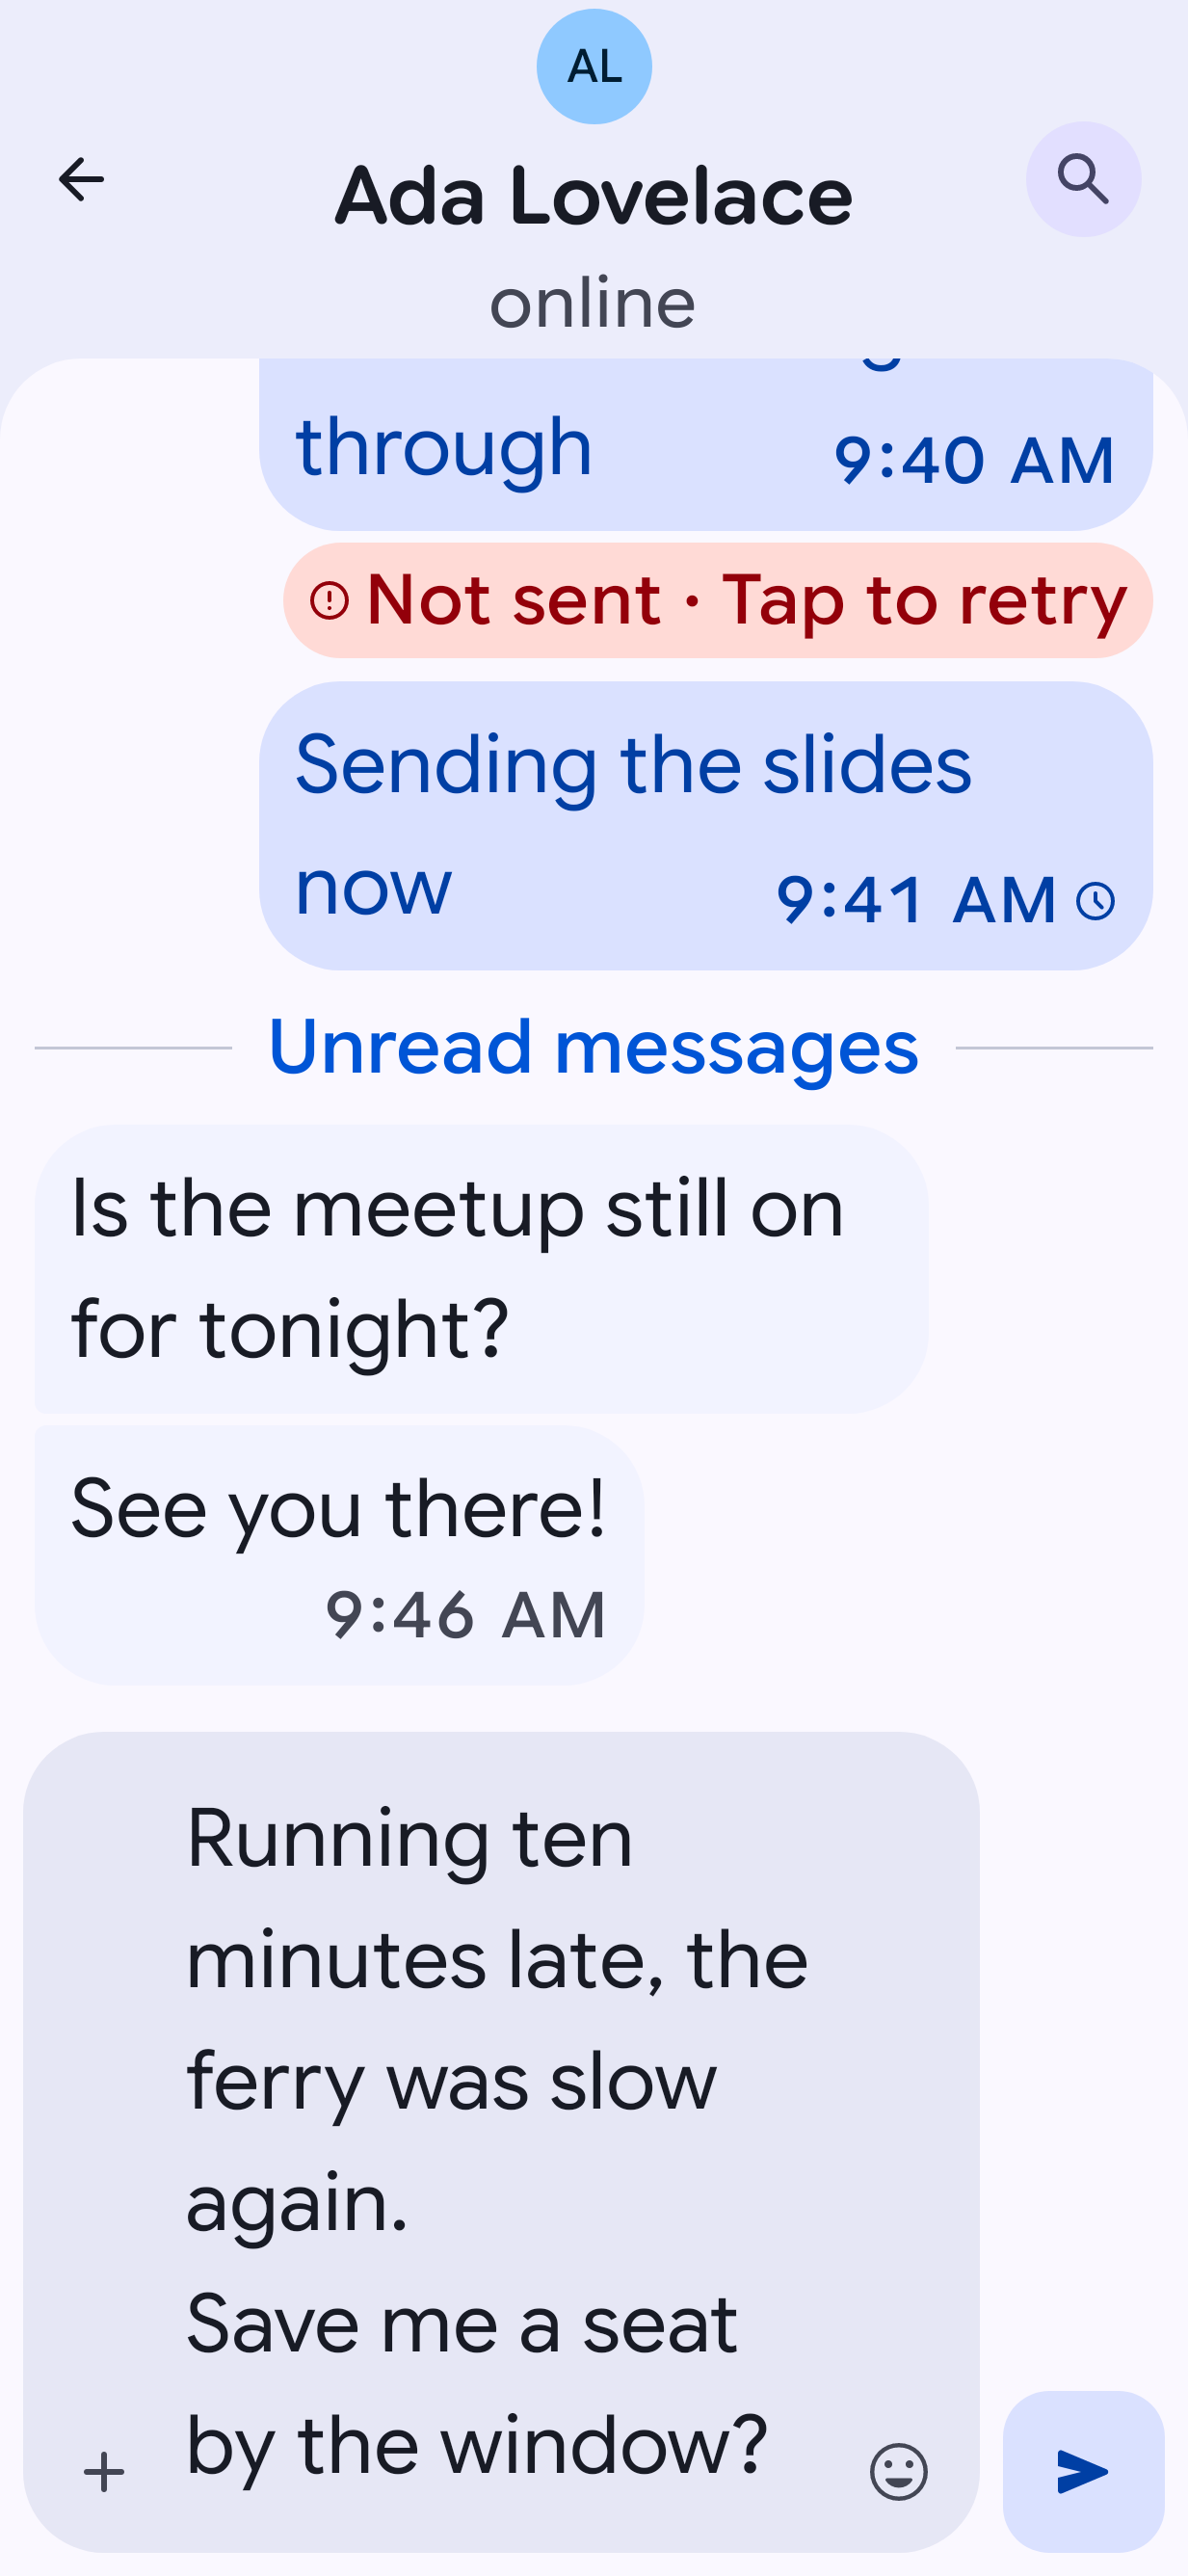 AL
Ada Lovelace
online
through
9:40 AM
Not sent · Tap to retry
Sending the slides
now
9:41 AM
Unread messages
Is the meetup still on
for tonight?
See you there!
9:46 AM
Running ten
minutes late, the
ferry was slow
again.
Save me a seat
by the window?